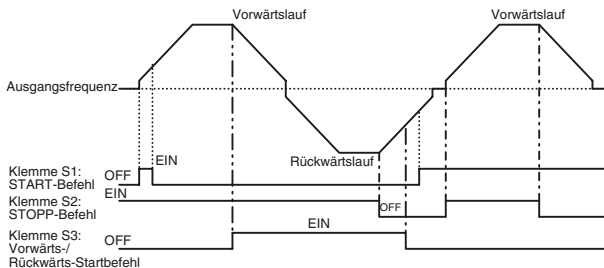 Vorwärtslauf
Vorwärtslauf
Ausgangsfrequenz
Rückwärtslauf
Klemme S1:
START-Befehl
OFF
EIN
EIN
Klemme S2:
STOPP-Befehl
OFF
Klemme S3:
Vorwärts-/
Rückwärts-Startbefehl
OFF
EIN